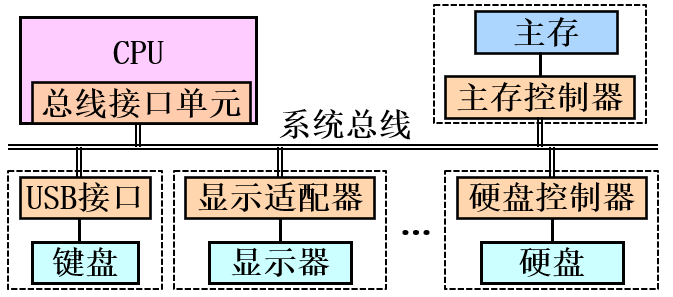 CPU
总线接口单元
主存
主存控制器
系统总线
USB接口
键盘
显示适配器
显示器
...
硬盘控制器
硬盘